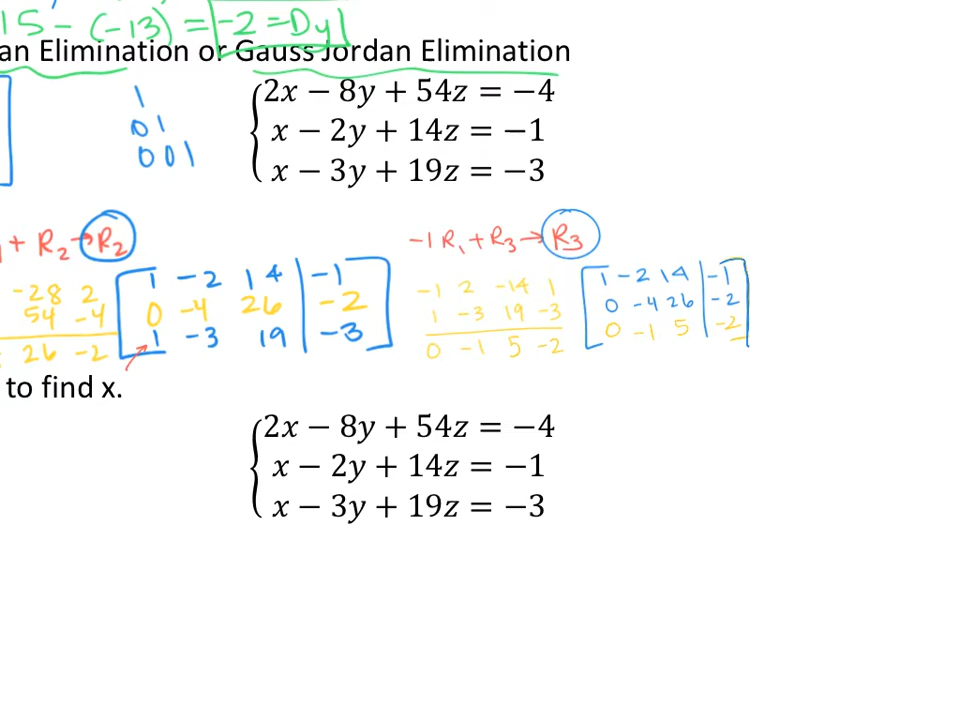 15 - (-13) = -2 = Dy
an Elimination or Gauss Jordan Elimination
1
0 1
0 0 1
2x − 8y + 54z = −4
x − 2y + 14z = −1
x − 3y + 19z = −3
+ R₂ → R₂
-28 2
54 -4
26 -2
1 -2 14 | -1
0 -4 26 | -2
1 -3 19 | -3
-1 R₁ + R₃ → R₃
-1 2 -14 1
1 -3 19 -3
0 -1 5 -2
1 -2 14 | -1
0 -4 26 | -2
0 -1 5 | -2
to find x.
2x − 8y + 54z = −4
x − 2y + 14z = −1
x − 3y + 19z = −3